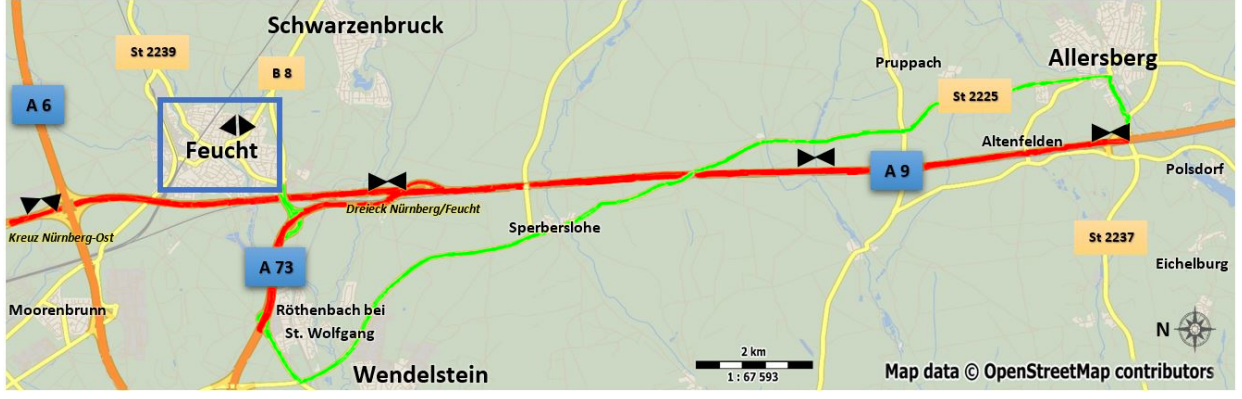 Schwarzenbruck
St 2239
B 8
Allersberg
Pruppach
A 6
St 2225
Feucht
Altenfelden
A 9
Polsdorf
Dreieck Nürnberg/Feucht
Kreuz Nürnberg-Ost
Sperberslohe
St 2237
A 73
Eichelburg
Moorenbrunn
Röthenbach bei
St. Wolfgang
N
2 km
1 : 67 593
Wendelstein
Map data © OpenStreetMap contributors